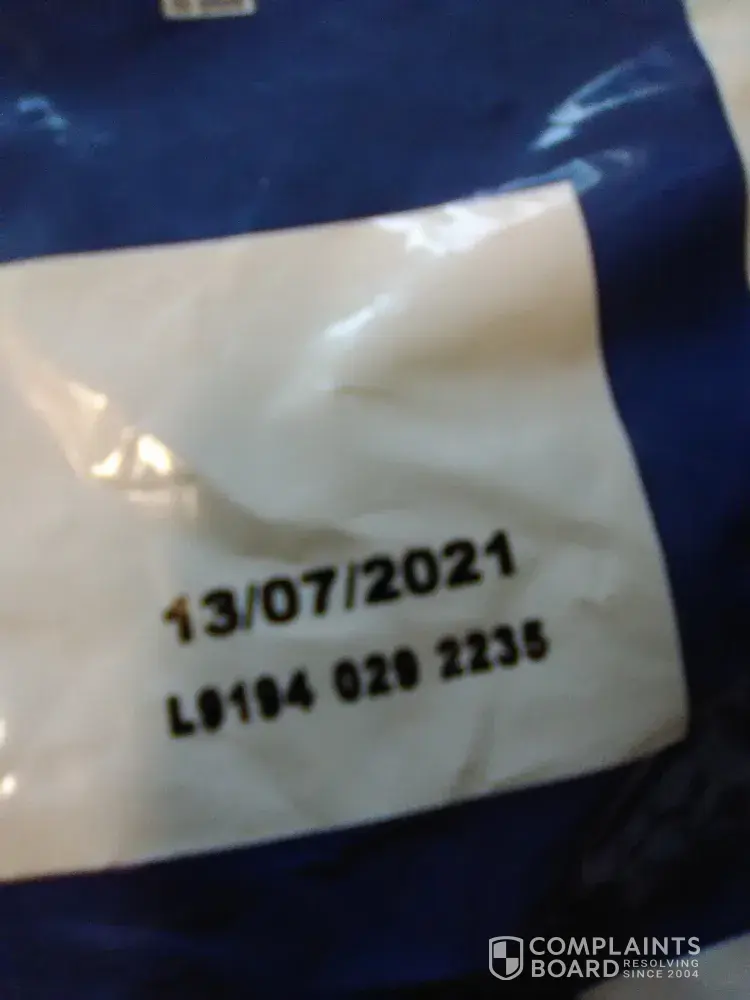 13/07/2021
L9194 029 2235
COMPLAINTS
BOARD RESOLVING
SINCE 2004